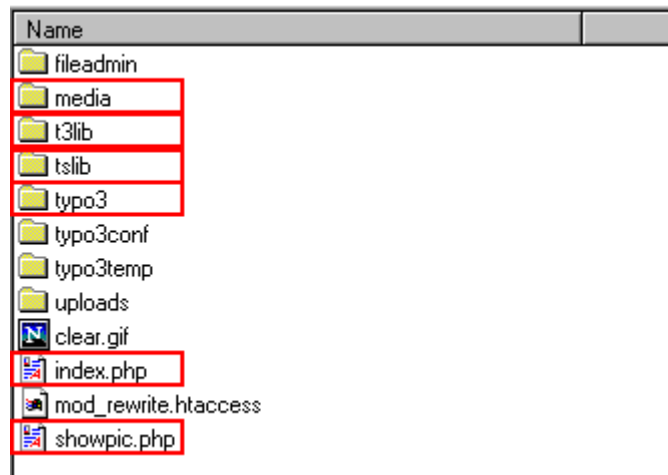 Name
fileadmin
media
t3lib
tslib
typo3
typo3conf
typo3temp
uploads
clear.gif
index.php
mod_rewrite.htaccess
showpic.php